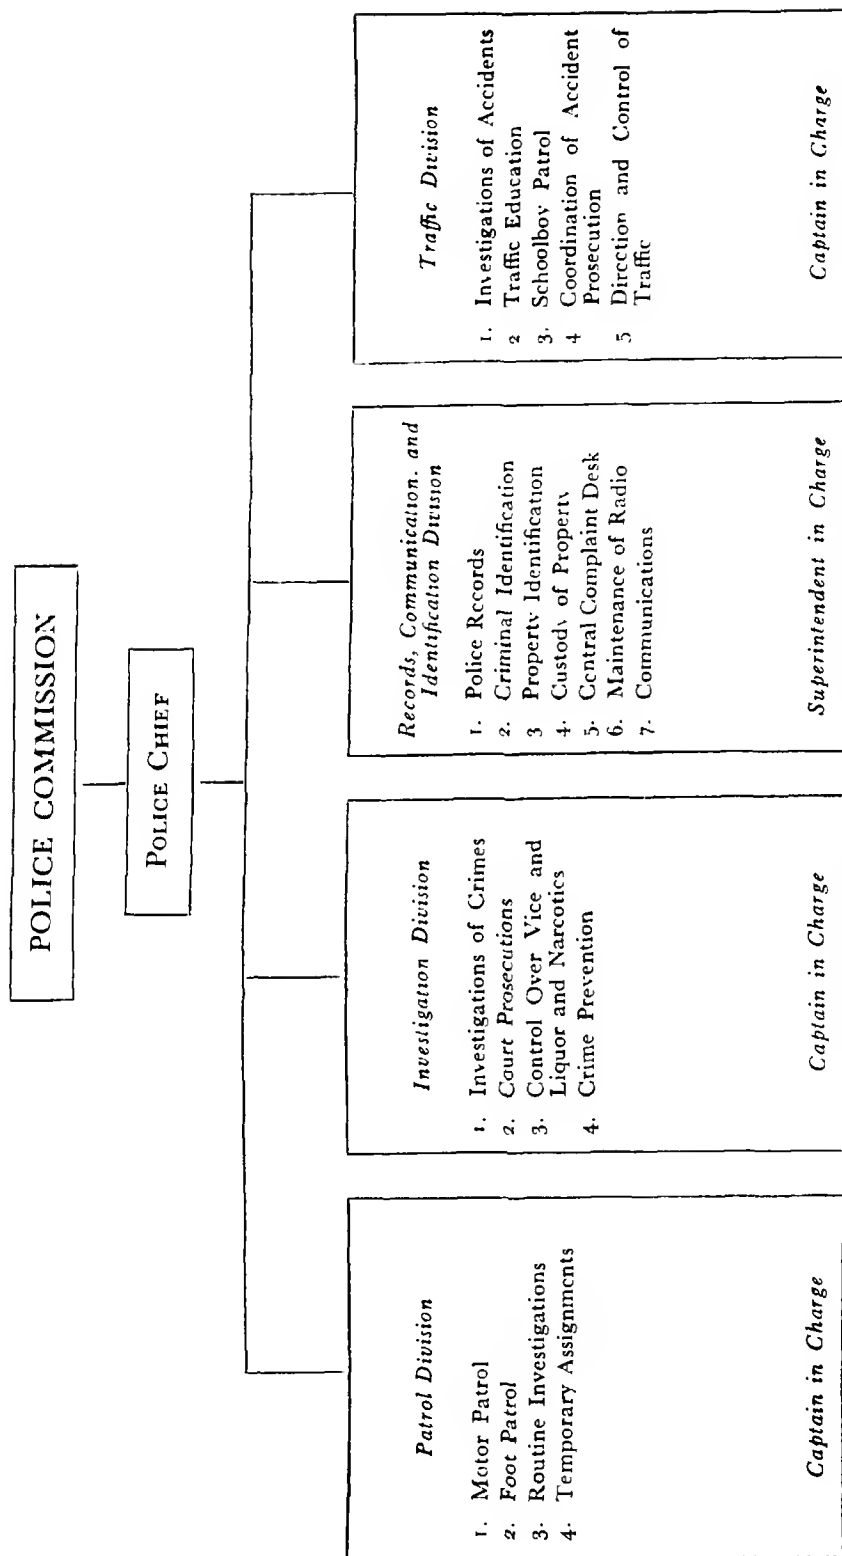 POLICE COMMISSION
POLICE CHIEF
Patrol Division
1. Motor Patrol
2. Foot Patrol
3. Routine Investigations
4. Temporary Assignments
Captain in Charge
Investigation Division
1. Investigations of Crimes
2. Court Prosecutions
3. Control Over Vice and
Liquor and Narcotics
4. Crime Prevention
Captain in Charge
Records, Communication, and
Identification Division
1. Police Records
2. Criminal Identification
3 Property Identification
4. Custody of Property
5. Central Complaint Desk
6. Maintenance of Radio
7. Communications
Superintendent in Charge
Traffic Division
1. Investigations of Accidents
2 Traffic Education
3. Schoolboy Patrol
4 Coordination of Accident
Prosecution
5 Direction and Control of
Traffic
Captain in Charge